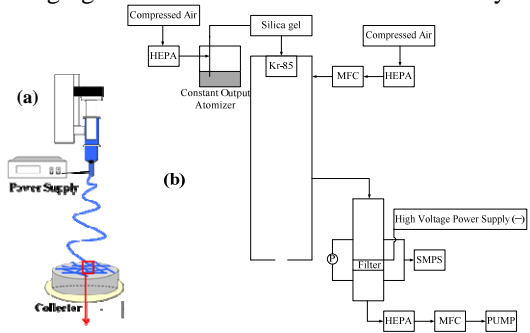 (a)
Power Supply
Collector
(b)
Compressed Air
HEPA
Constant Output
Atomizer
Silica gel
Kr-85
Compressed Air
MFC
HEPA
High Voltage Power Supply (−)
P
Filter
SMPS
HEPA
MFC
PUMP